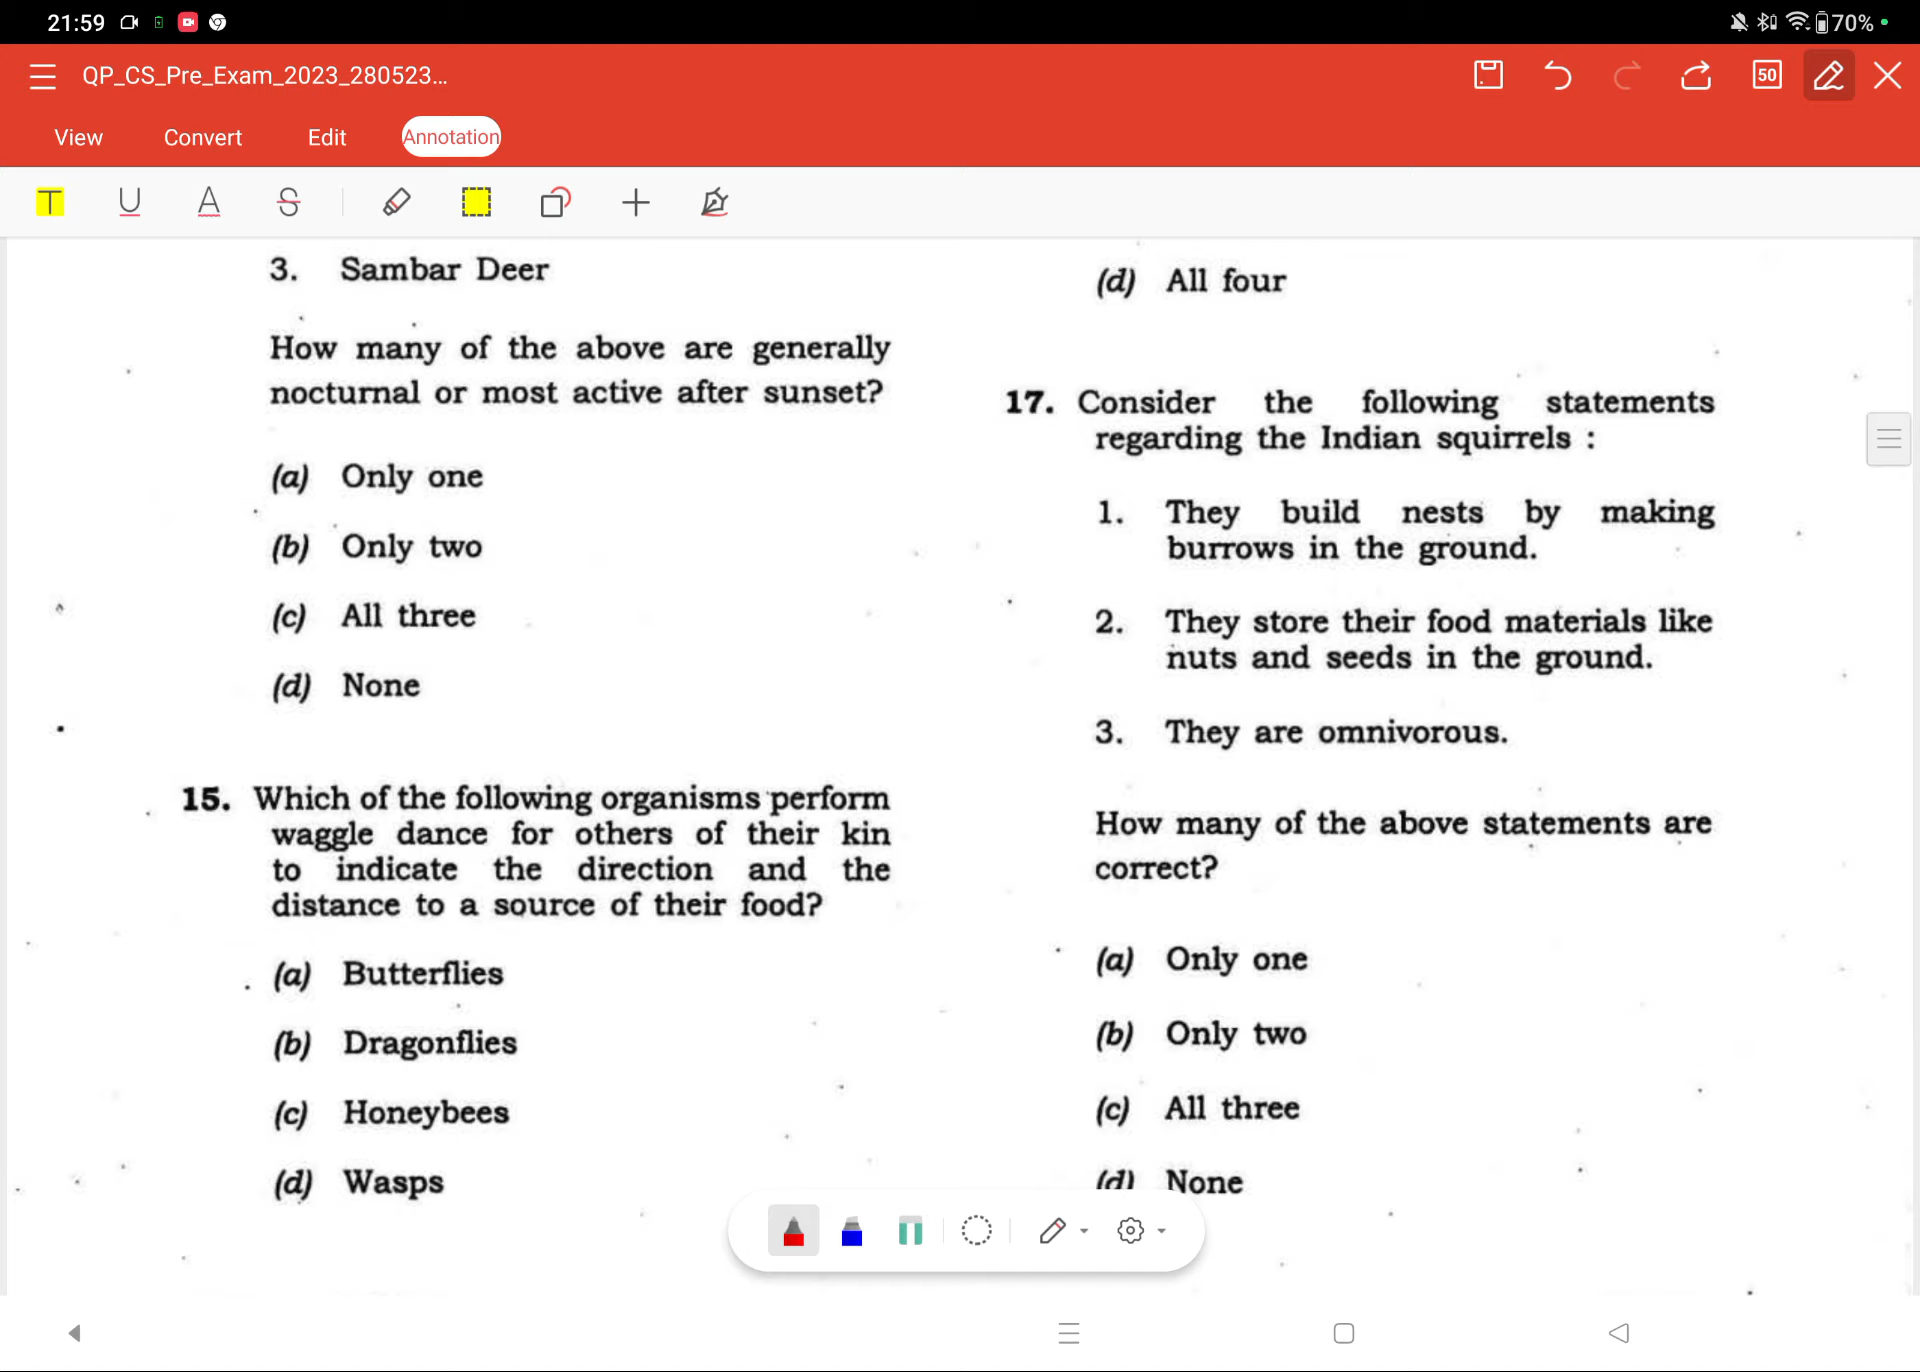 21:59
70%
QP_CS_Pre_Exam_2023_280523...
50
View
Convert
Edit
Annotation
T
U
A
S
3. Sambar Deer
How many of the above are generally
nocturnal or most active after sunset?
(a) Only one
(b) Only two
(c) All three
(d) None
15. Which of the following organisms perform
waggle dance for others of their kin
to indicate the direction and the
distance to a source of their food?
(a) Butterflies
(b) Dragonflies
(c) Honeybees
(d) Wasps
(d) All four
17. Consider the following statements
regarding the Indian squirrels :
1. They build nests by making
burrows in the ground.
2. They store their food materials like
nuts and seeds in the ground.
3. They are omnivorous.
How many of the above statements are
correct?
(a) Only one
(b) Only two
(c) All three
(d) None